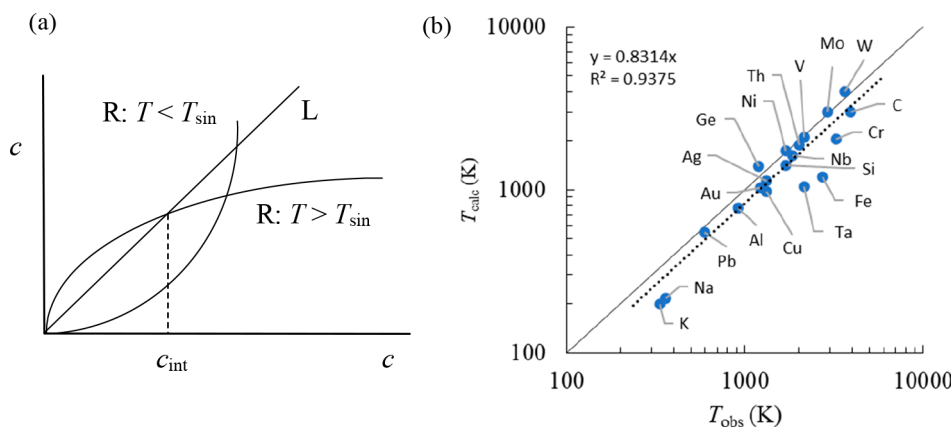 (a)
c
R: T < Tsin
L
R: T > Tsin
cint
c
(b)
10000
1000
100
Tcalc (K)
y = 0.8314x
R² = 0.9375
Mo
W
V
Th
Ni
C
Ge
Cr
Ag
Nb
Si
Au
Fe
Ta
Cu
Al
Pb
Na
K
100
1000
10000
Tobs (K)